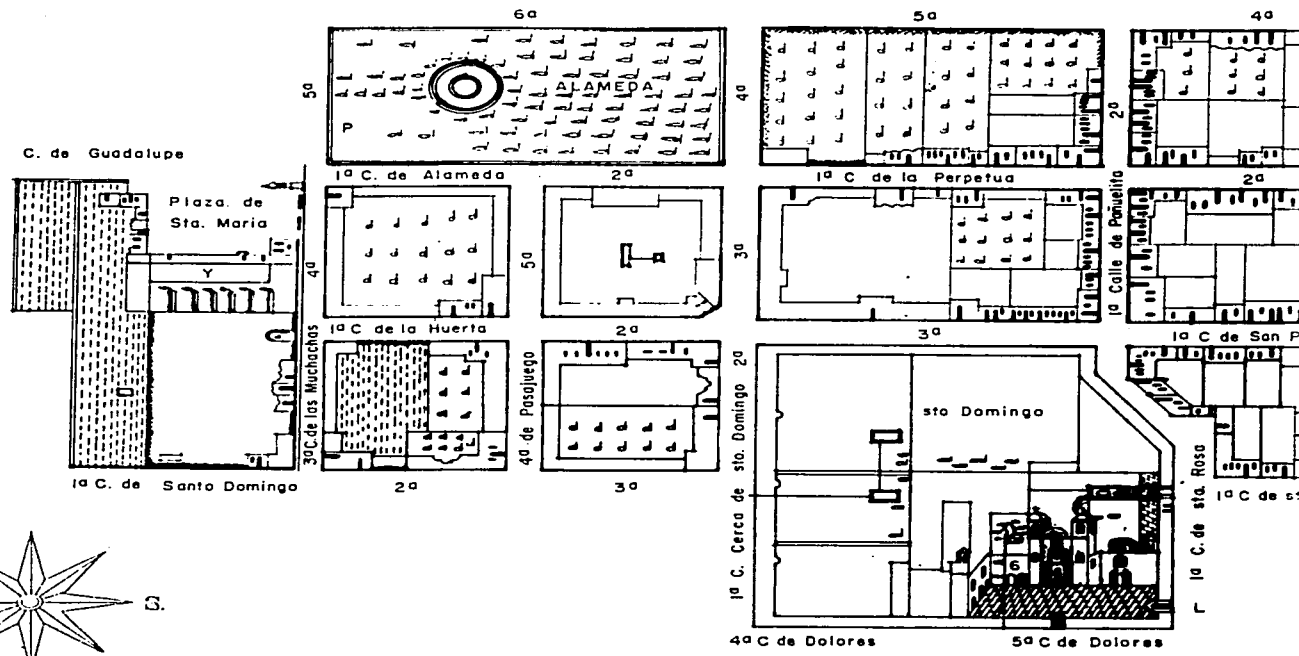 6ª
5ª
4ª
5ª
ALAMEDA
P
4ª
2ª
C. de Guadalupe
1ª C. de Alameda
2ª
1ª C de la Perpetua
2ª
Plaza. de
Sta. Maria
Y
4ª
5ª
3ª
1ª Calle de Pañuelito
1ª C de la Huerta
2ª
3ª
1ª C de San P
3ª C. de las Muchachas
4ª de Pasajuego
1ª C. Cerca de sto. Domingo 2ª
sto Domingo
6
1ª C. de sta. Rosa
L
1ª C. de Santo Domingo
2ª
3ª
1ª C de st
4ª C de Dolores
5ª C de Dolores
S.